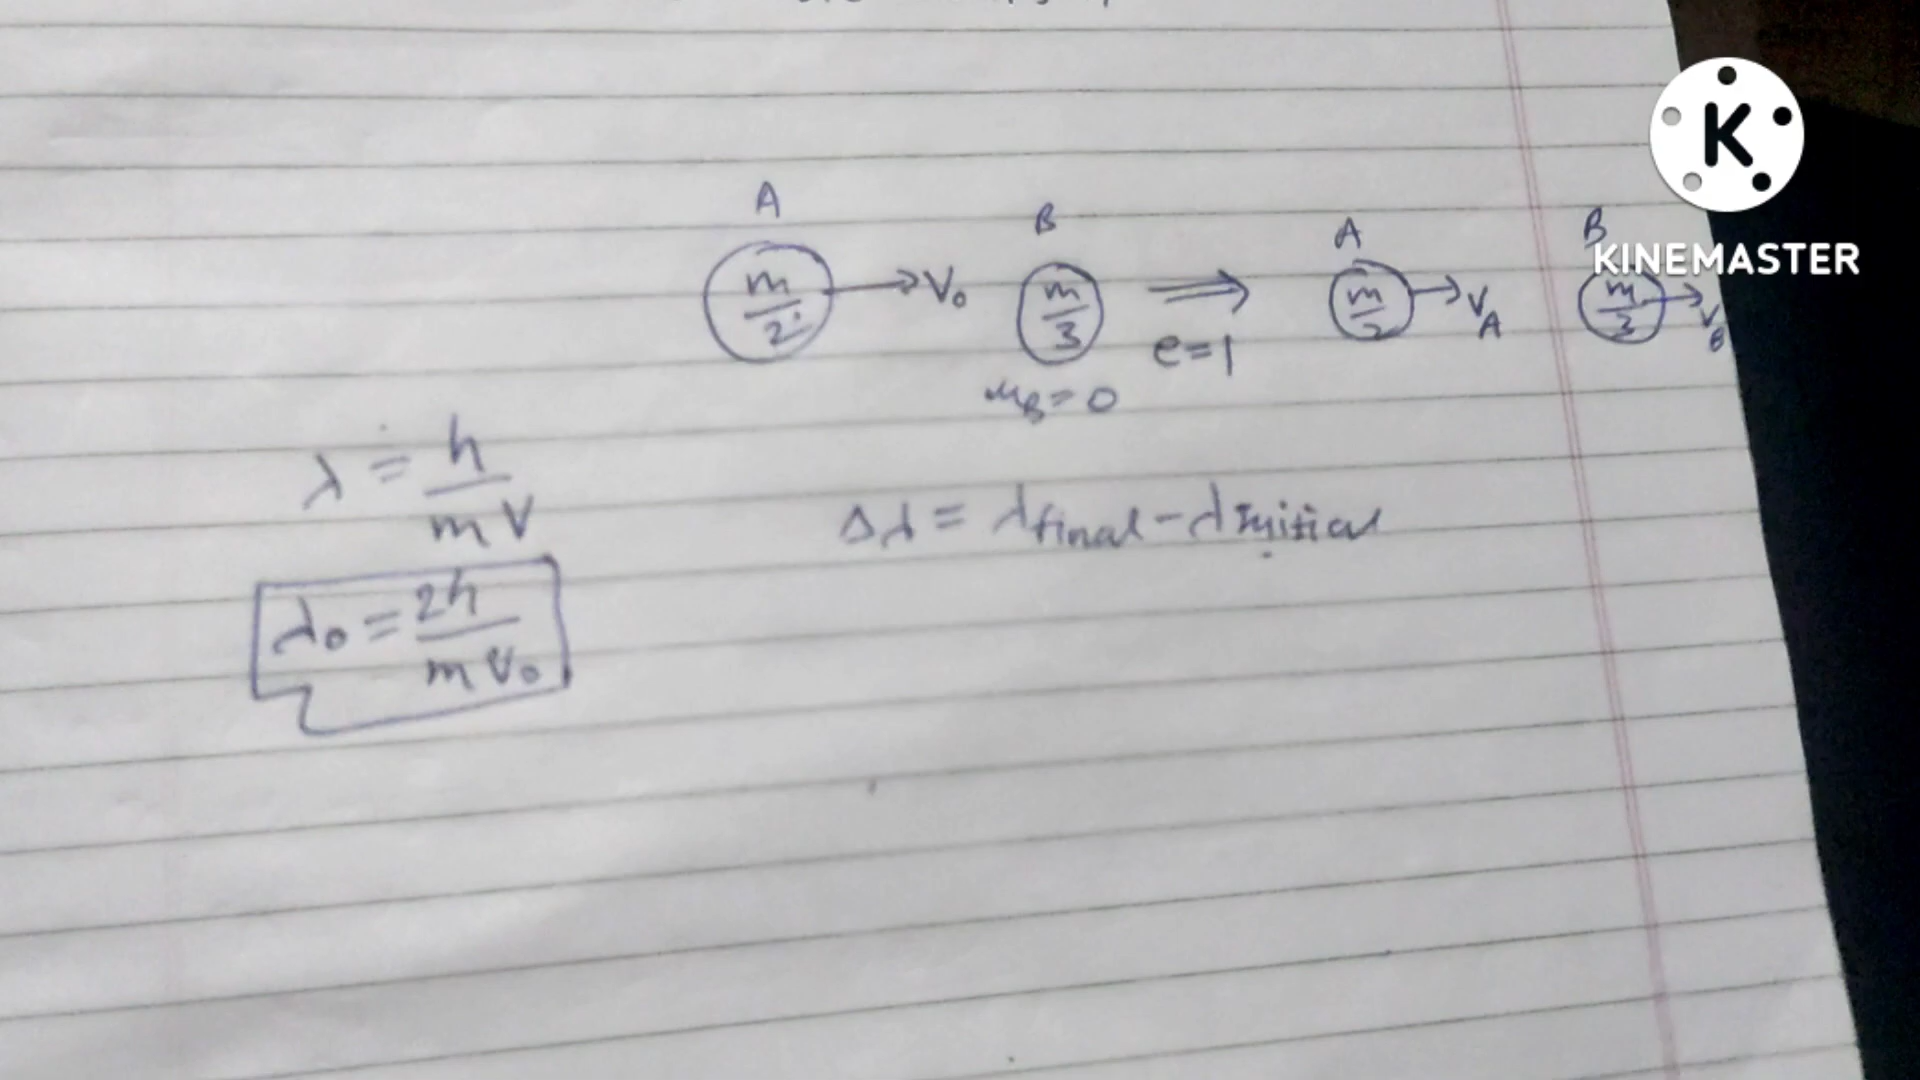 A B A B
m/2 → V₀ m/3 ⇒ m/2 → V_A m/3 → V_B
e=1
u_B = 0
λ = h/mV
Δλ = λfinal - λInitial
λ₀ = 2h/mV₀
K
KINEMASTER